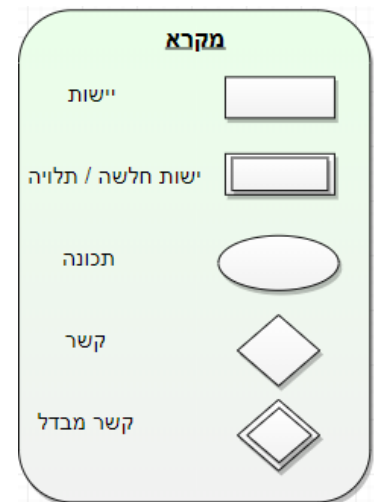 מקרא
יישות
ישות חלשה / תלויה
תכונה
קשר
קשר מבדל